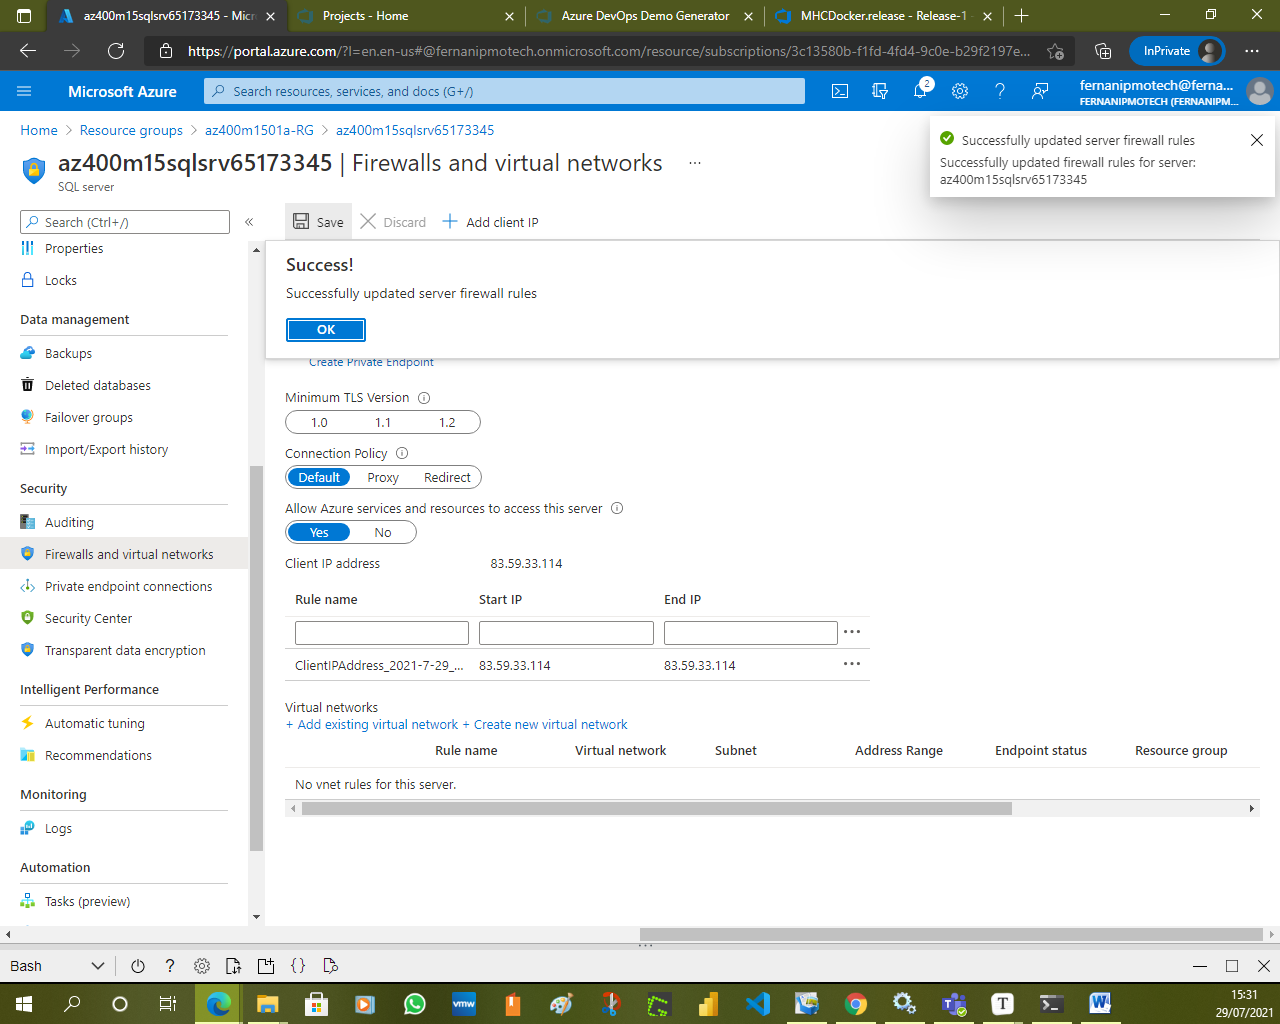 az400m15sqlsrv65173345 - Micr
Projects - Home
Azure DevOps Demo Generator
MHCDocker.release - Release-1 -
https://portal.azure.com/?l=en.en-us#@fernanipmotech.onmicrosoft.com/resource/subscriptions/3c13580b-f1fd-4fd4-9c0e-b29f2197e...
InPrivate
Microsoft Azure
Search resources, services, and docs (G+/)
2
fernanipmotech@ferna...
FERNANIPMOTECH (FERNANIPM...
Home > Resource groups > az400m1501a-RG > az400m15sqlsrv65173345
az400m15sqlsrv65173345 | Firewalls and virtual networks ...
SQL server
Successfully updated server firewall rules
Successfully updated firewall rules for server:
az400m15sqlsrv65173345
Search (Ctrl+/)
«
Save
Discard
Add client IP
Properties
Locks
Data management
Backups
Deleted databases
Failover groups
Import/Export history
Security
Auditing
Firewalls and virtual networks
Private endpoint connections
Security Center
Transparent data encryption
Intelligent Performance
Automatic tuning
Recommendations
Monitoring
Logs
Automation
Tasks (preview)
Success!
Successfully updated server firewall rules
OK
Create Private Endpoint
Minimum TLS Version
1.0 1.1 1.2
Connection Policy
Default Proxy Redirect
Allow Azure services and resources to access this server
Yes No
Client IP address 83.59.33.114
Rule name Start IP End IP
ClientIPAddress_2021-7-29_... 83.59.33.114 83.59.33.114 ...
Virtual networks
+ Add existing virtual network + Create new virtual network
Rule name Virtual network Subnet Address Range Endpoint status Resource group
No vnet rules for this server.
Bash
?
{}
vmw
T
W
15:31
29/07/2021